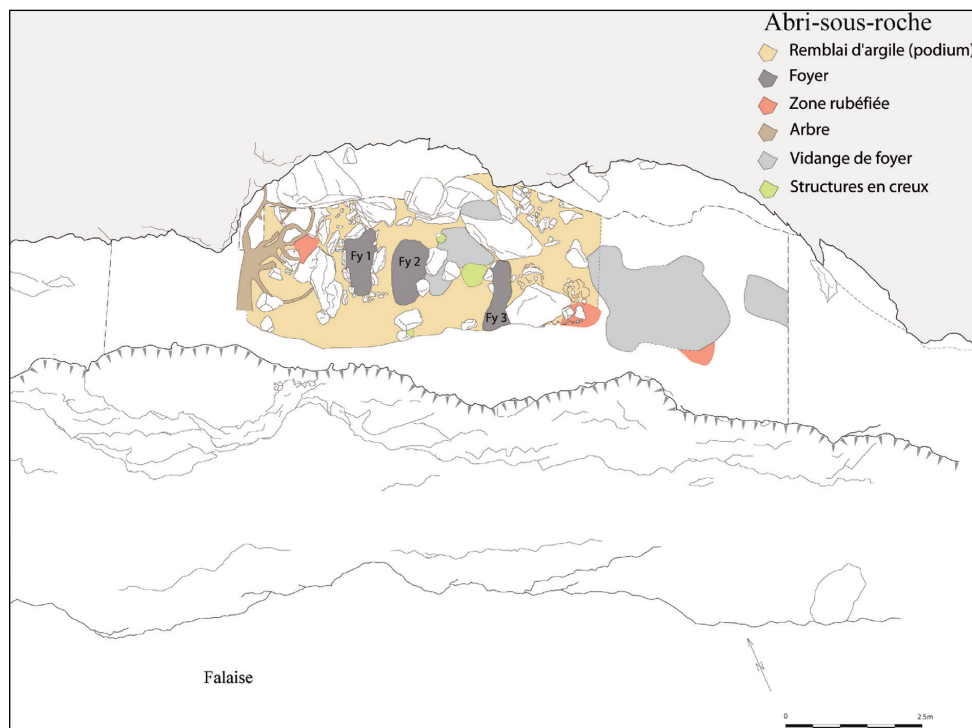 Abri-sous-roche
Remblai d'argile (podium)
Foyer
Zone rubéfiée
Arbre
Vidange de foyer
Structures en creux
Fy 1
Fy 2
Fy 3
Falaise
N
0 2.5m